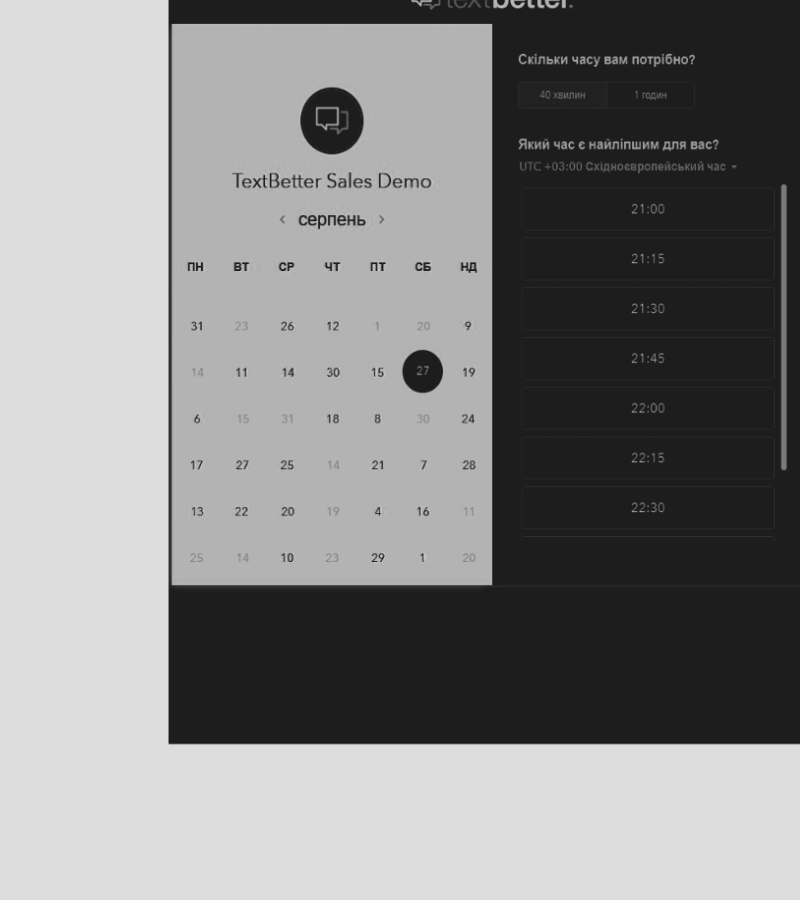 textbetter.
TextBetter Sales Demo
‹ серпень ›
ПН ВТ СР ЧТ ПТ СБ НД
31 23 26 12 1 20 9
14 11 14 30 15 27 19
6 15 31 18 8 30 24
17 27 25 14 21 7 28
13 22 20 19 4 16 11
25 14 10 23 29 1 20
Скільки часу вам потрібно?
40 хвилин 1 годин
Який час є найліпшим для вас?
UTC +03:00 Східноєвропейський час
21:00
21:15
21:30
21:45
22:00
22:15
22:30